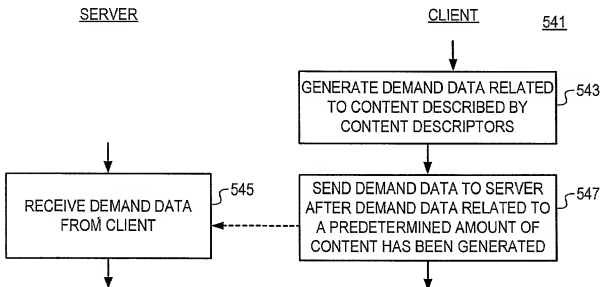 SERVER
CLIENT
541
GENERATE DEMAND DATA RELATED
TO CONTENT DESCRIBED BY
CONTENT DESCRIPTORS
543
RECEIVE DEMAND DATA
FROM CLIENT
545
SEND DEMAND DATA TO SERVER
AFTER DEMAND DATA RELATED TO
A PREDETERMINED AMOUNT OF
CONTENT HAS BEEN GENERATED
547